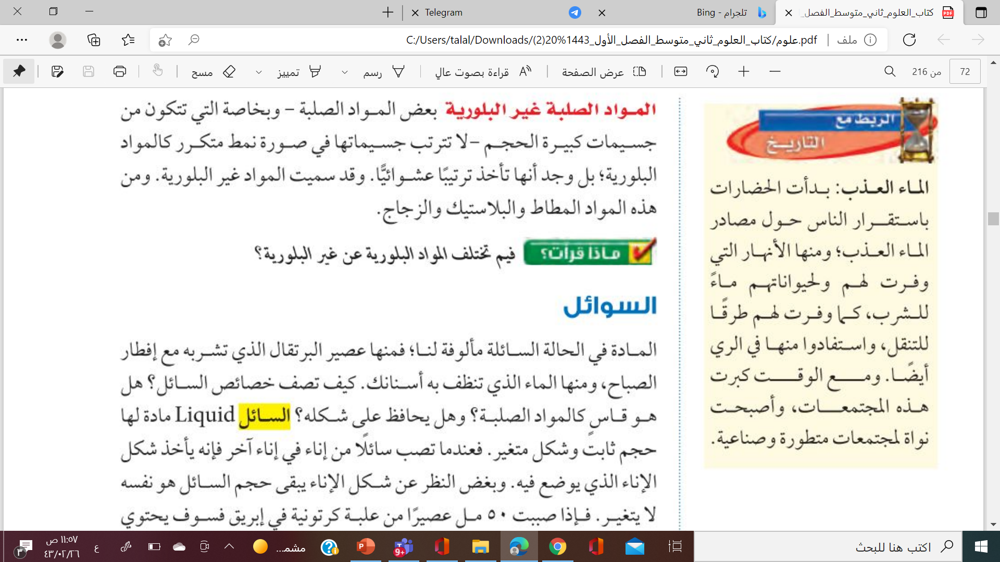 كتاب_العلوم_ثاني_متوسط_الفصل_
تلجرام - Bing
Telegram
ملف
C:/Users/talal/Downloads/علوم/كتاب_العلوم_ثاني_متوسط_الفصل_الأول_1443%20(2).pdf
72
من 216
عرض الصفحة
قراءة بصوت عالٍ
رسم
تمييز
مسح
الربط مع
التاريخ
الماء العذب: بدأت الحضارات
باستقرار الناس حول مصادر
الماء العذب؛ ومنها الأنهار التي
وفرت لهم ولحيواناتهم ماءً
للشرب، كما وفرت لهم طرقًا
للتنقل، واستفادوا منها في الري
أيضًا. ومع الوقت كبرت
هذه المجتمعات، وأصبحت
نواة لمجتمعات متطورة وصناعية.
المواد الصلبة غير البلورية بعض المواد الصلبة – وبخاصة التي تتكون من
جسيمات كبيرة الحجم –لا تترتب جسيماتها في صورة نمط متكرر كالمواد
البلورية؛ بل وجد أنها تأخذ ترتيبًا عشوائيًّا. وقد سميت المواد غير البلورية. ومن
هذه المواد المطاط والبلاستيك والزجاج.
ماذا قرأت؟ فيم تختلف المواد البلورية عن غير البلورية؟
السوائل
المادة في الحالة السائلة مألوفة لنا؛ فمنها عصير البرتقال الذي تشربه مع إفطار
الصباح، ومنها الماء الذي تنظف به أسنانك. كيف تصف خصائص السائل؟ هل
هو قاسٍ كالمواد الصلبة؟ وهل يحافظ على شكله؟ السائل Liquid مادة لها
حجم ثابتٌ وشكل متغير. فعندما تصب سائلًا من إناء في إناء آخر فإنه يأخذ شكل
الإناء الذي يوضع فيه. وبغض النظر عن شكل الإناء يبقى حجم السائل هو نفسه
لا يتغير. فإذا صببت ٥٠ مل عصيرًا من علبة كرتونية في إبريق فسوف يحتوي
اكتب هنا للبحث
9+
مشم...
ع
١١:٥٧ ص
٤٣/٠٢/٢٦
٣